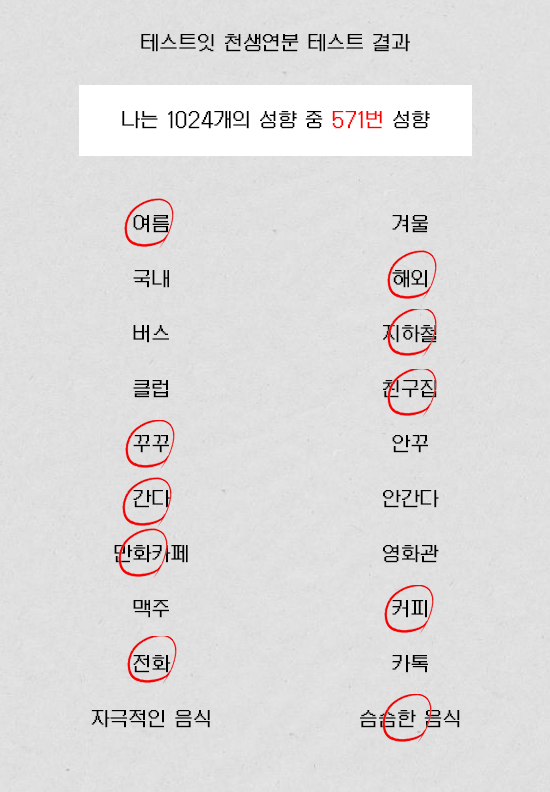 테스트잇 천생연분 테스트 결과
나는 1024개의 성향 중 571번 성향
여름 겨울
국내 해외
버스 지하철
클럽 친구집
꾸꾸 안꾸
간다 안간다
만화카페 영화관
맥주 커피
전화 카톡
자극적인 음식 슴슴한 음식